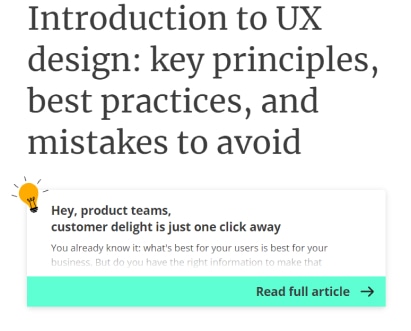 Introduction to UX
design: key principles,
best practices, and
mistakes to avoid
Hey, product teams,
customer delight is just one click away
You already know it: what's best for your users is best for your
business. But do you have the right information to make that
Read full article →